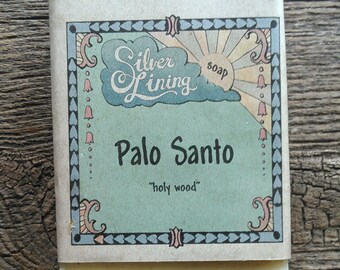 Silver
Lining
soap
Palo Santo
"holy wood"